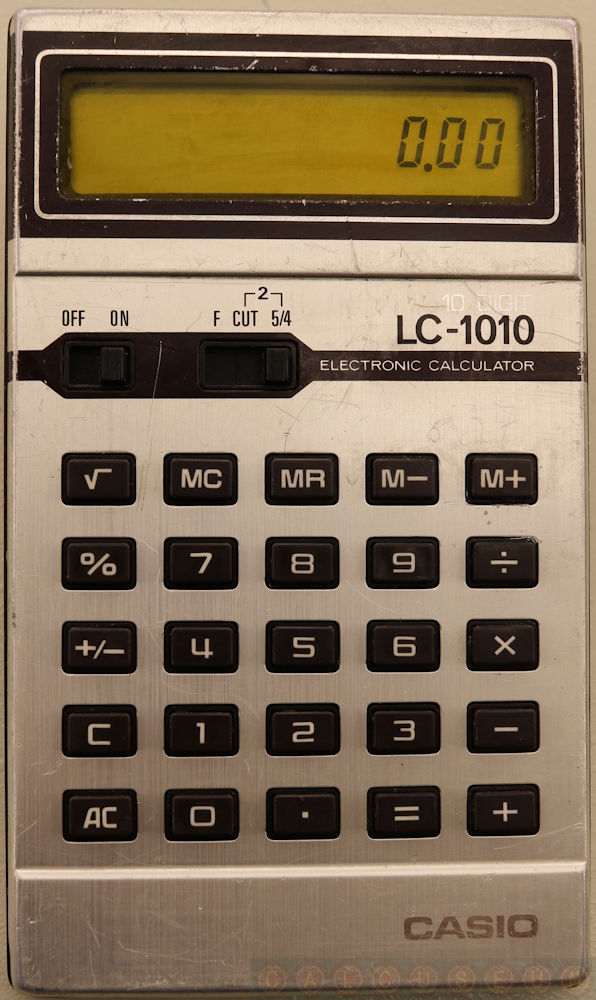 0.00
2
OFF ON F CUT 5/4
10 DIGIT
LC-1010
ELECTRONIC CALCULATOR
√ MC MR M− M+
% 7 8 9 ÷
+/− 4 5 6 ×
C 1 2 3 −
AC 0 . = +
CASIO
CALCUSEUM